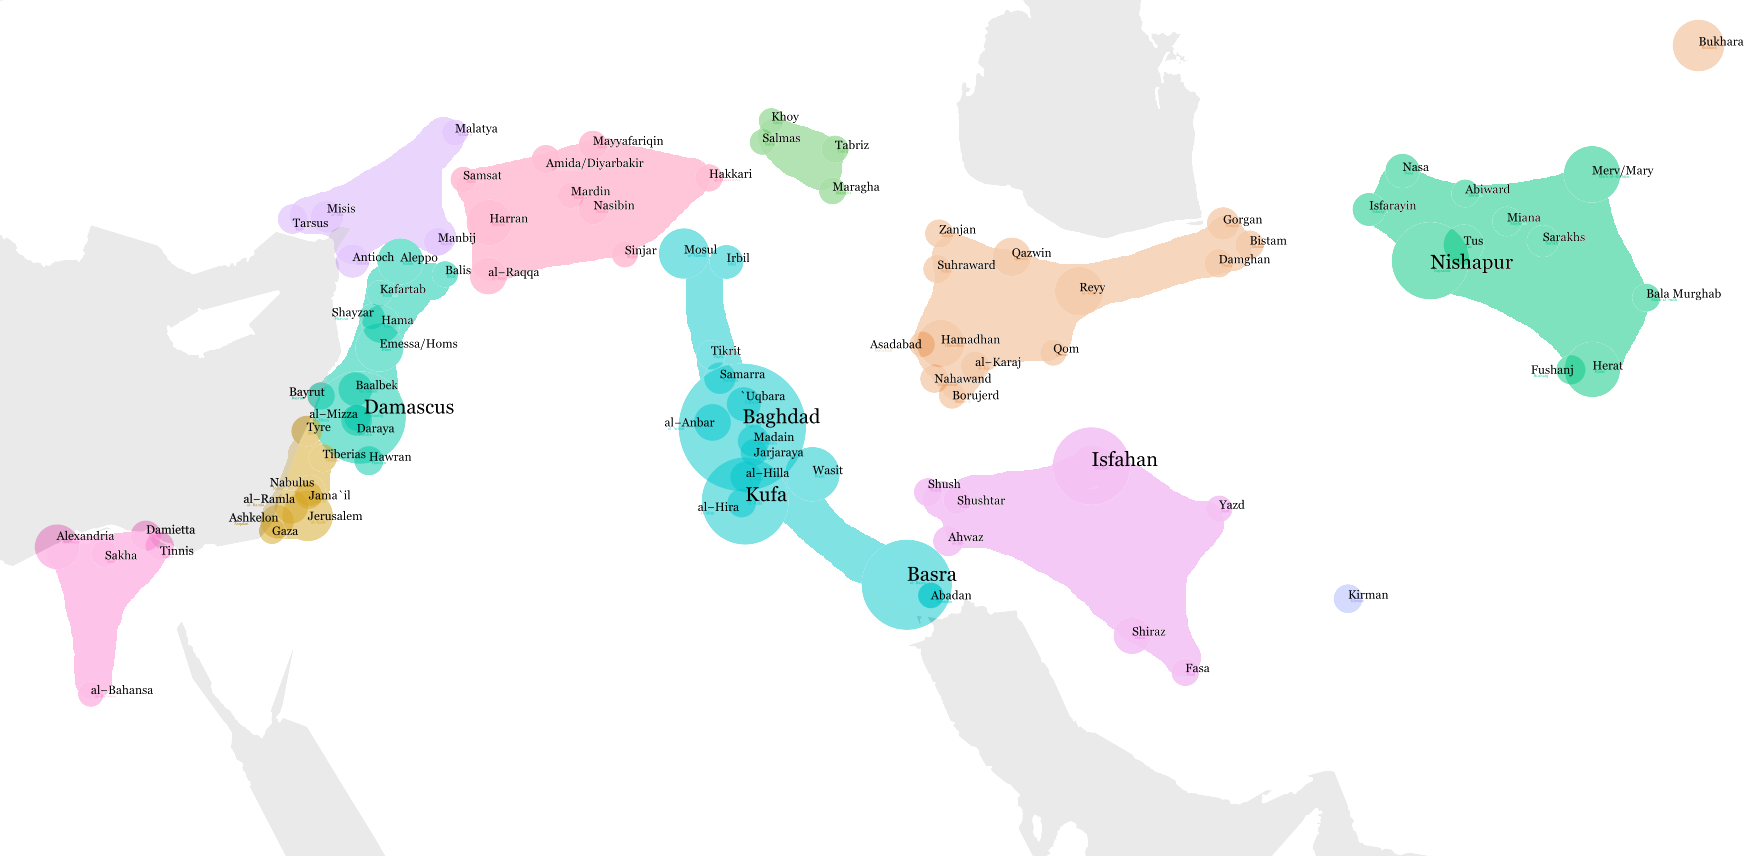 Bukhara
Khoy
Malatya
Salmas
Mayyafariqin
Tabriz
Amida/Diyarbakir
Nasa
Merv/Mary
Samsat
Hakkari
Maragha
Abiward
Mardin
Nasibin
Isfarayin
Misis
Tarsus
Harran
Miana
Gorgan
Zanjan
Manbij
Sarakhs
Tus
Bistam
Sinjar
Mosul
Qazwin
Antioch
Aleppo
Irbil
Damghan
Nishapur
Suhraward
Balis
al-Raqqa
Kafartab
Reyy
Bala Murghab
Shayzar
Hama
Emessa/Homs
Asadabad
Hamadhan
Tikrit
Qom
al-Karaj
Herat
Fushanj
Samarra
Nahawand
Baalbek
Bayrut
`Uqbara
Borujerd
Damascus
al-Mizza
Baghdad
al-Anbar
Tyre
Daraya
Madain
Jarjaraya
Tiberias
Hawran
Isfahan
Wasit
al-Hilla
Nabulus
Shush
Jama`il
Kufa
al-Ramla
Shushtar
al-Hira
Yazd
Ashkelon
Jerusalem
Gaza
Damietta
Alexandria
Ahwaz
Tinnis
Sakha
Basra
Abadan
Kirman
Shiraz
Fasa
al-Bahansa